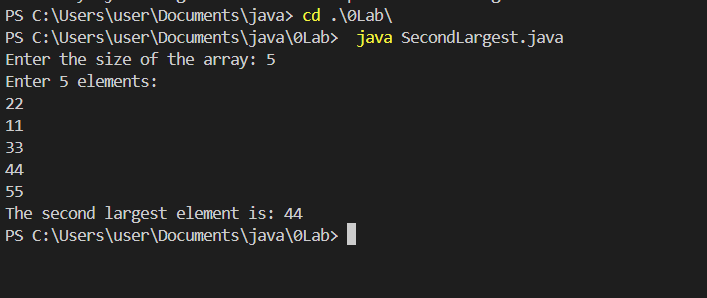 PS C:\Users\user\Documents\java> cd .\0Lab\
PS C:\Users\user\Documents\java\0Lab>  java SecondLargest.java
Enter the size of the array: 5
Enter 5 elements:
22
11
33
44
55
The second largest element is: 44
PS C:\Users\user\Documents\java\0Lab>